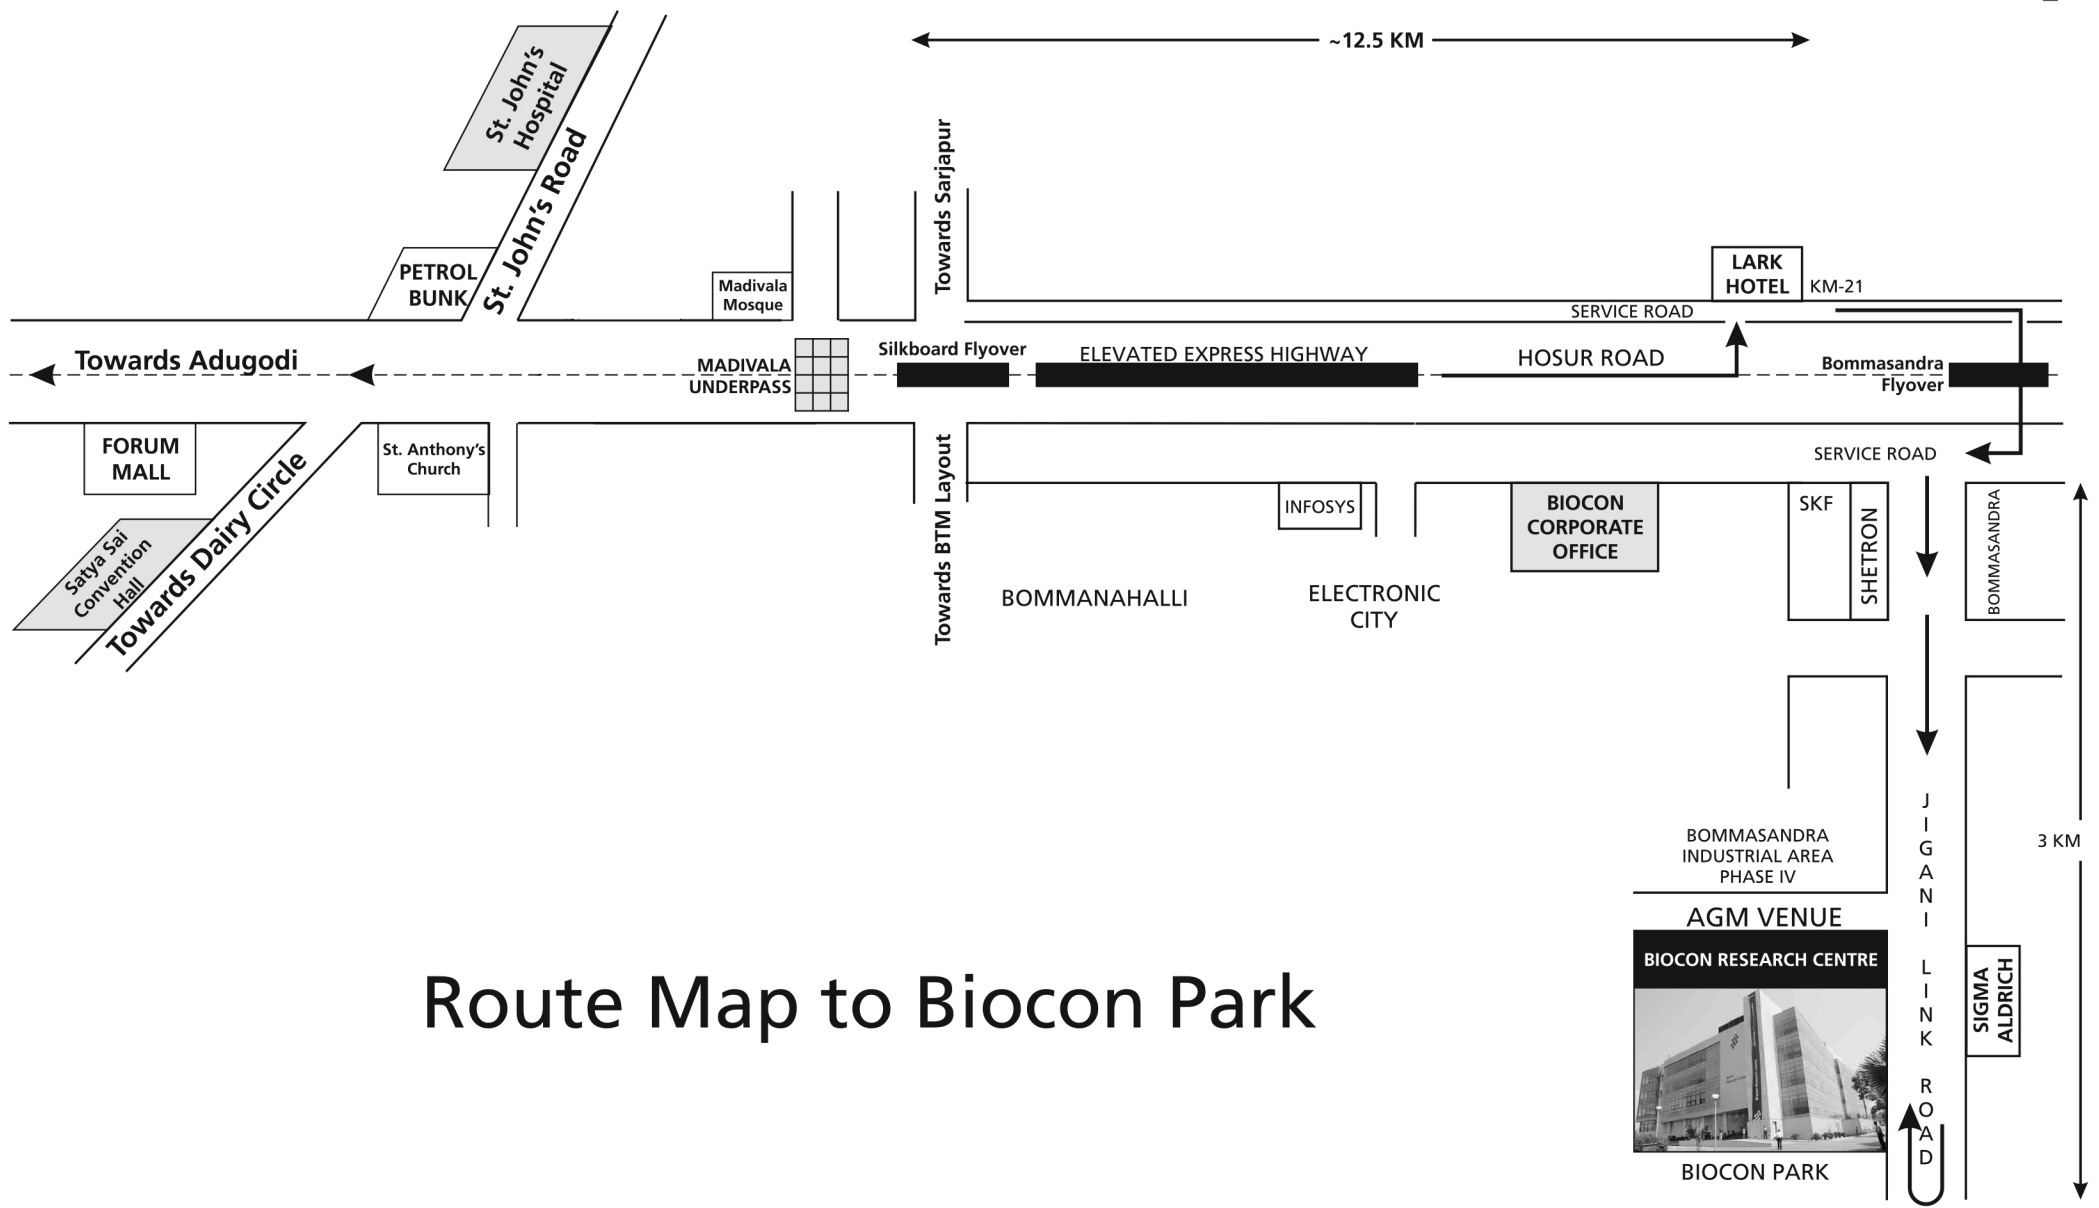 ~12.5 KM
St. John's
Hospital
St. John's Road
PETROL
BUNK
Madivala
Mosque
Towards Sarjapur
LARK
HOTEL
KM-21
SERVICE ROAD
Towards Adugodi
MADIVALA
UNDERPASS
Silkboard Flyover
ELEVATED EXPRESS HIGHWAY
HOSUR ROAD
Bommasandra
Flyover
FORUM
MALL
St. Anthony's
Church
Satya Sai
Convention
Hall
Towards Dairy Circle
Towards BTM Layout
SERVICE ROAD
INFOSYS
BIOCON
CORPORATE
OFFICE
SKF
SHETRON
BOMMASANDRA
BOMMANAHALLI
ELECTRONIC
CITY
3 KM
JIGANI LINK ROAD
BOMMASANDRA
INDUSTRIAL AREA
PHASE IV
AGM VENUE
BIOCON RESEARCH CENTRE
SIGMA
ALDRICH
BIOCON PARK
Route Map to Biocon Park